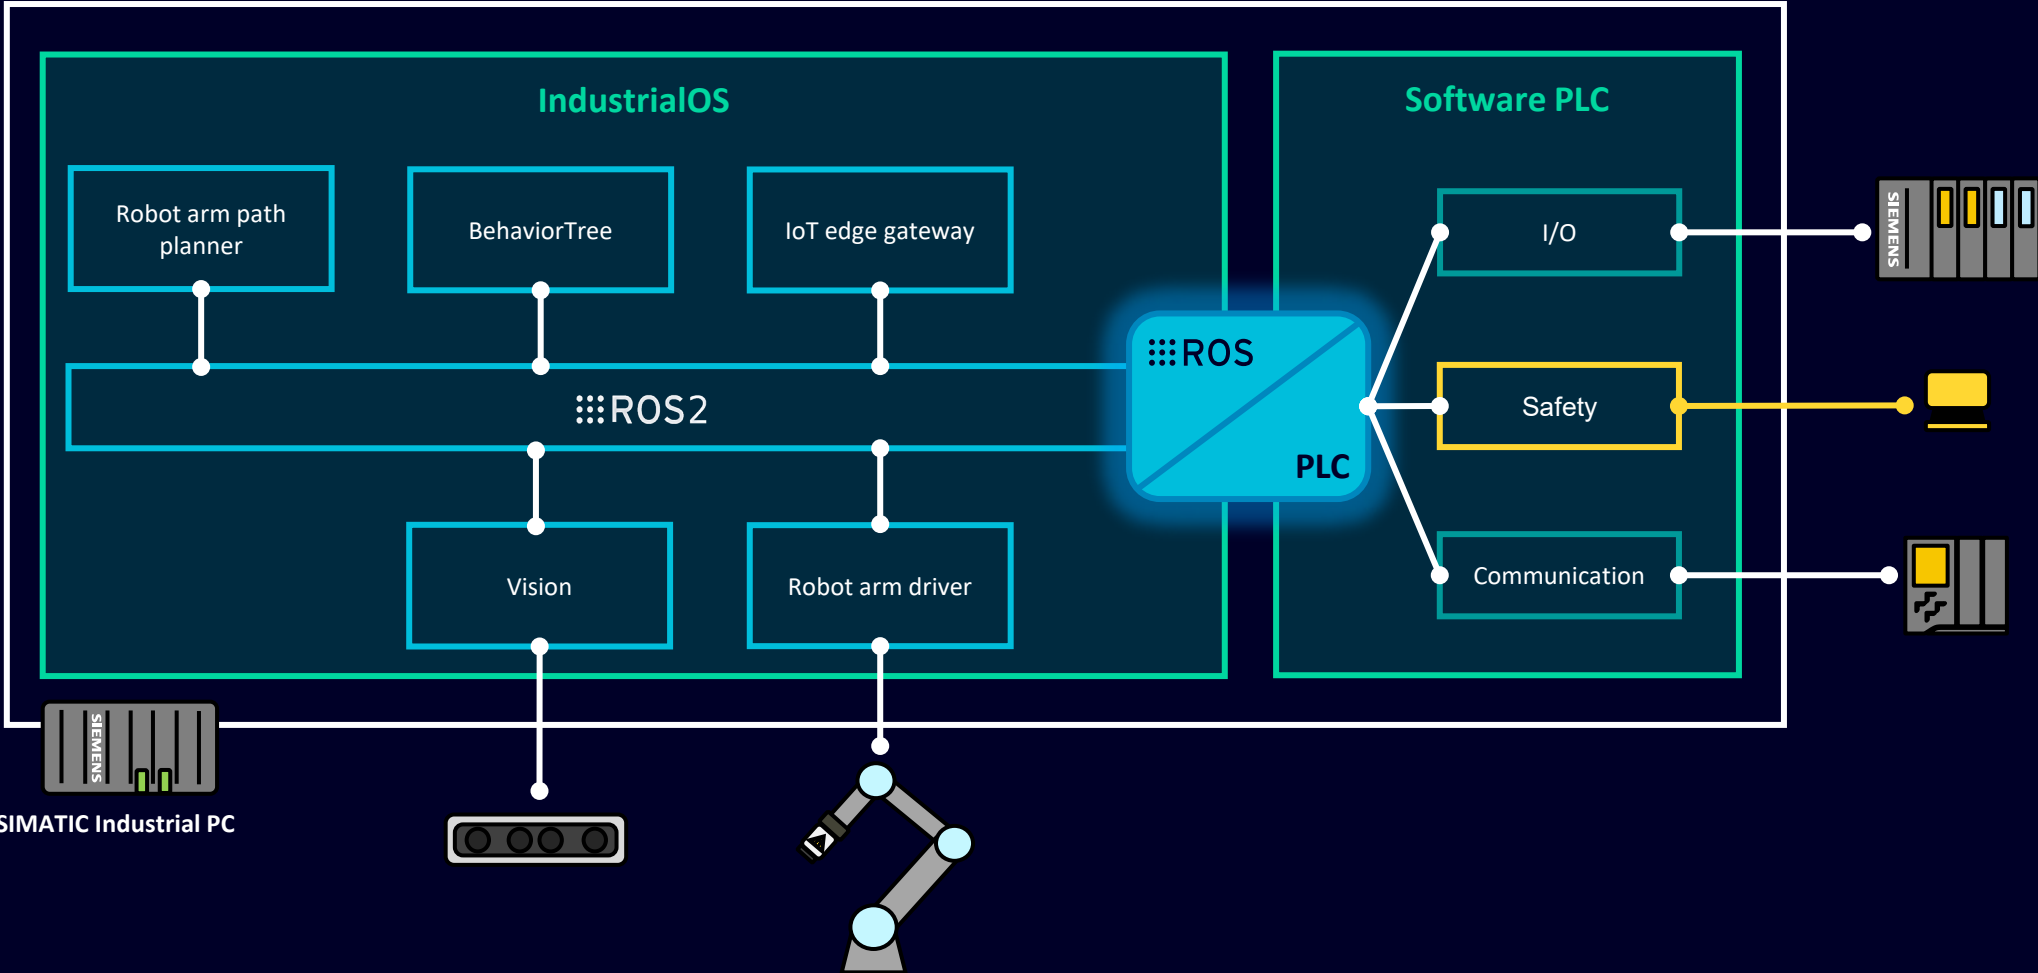 IndustrialOS
Software PLC
Robot arm path
planner
BehaviorTree
IoT edge gateway
I/O
SIEMENS
ROS
ROS2
PLC
Safety
Vision
Robot arm driver
Communication
SIEMENS
SIMATIC Industrial PC